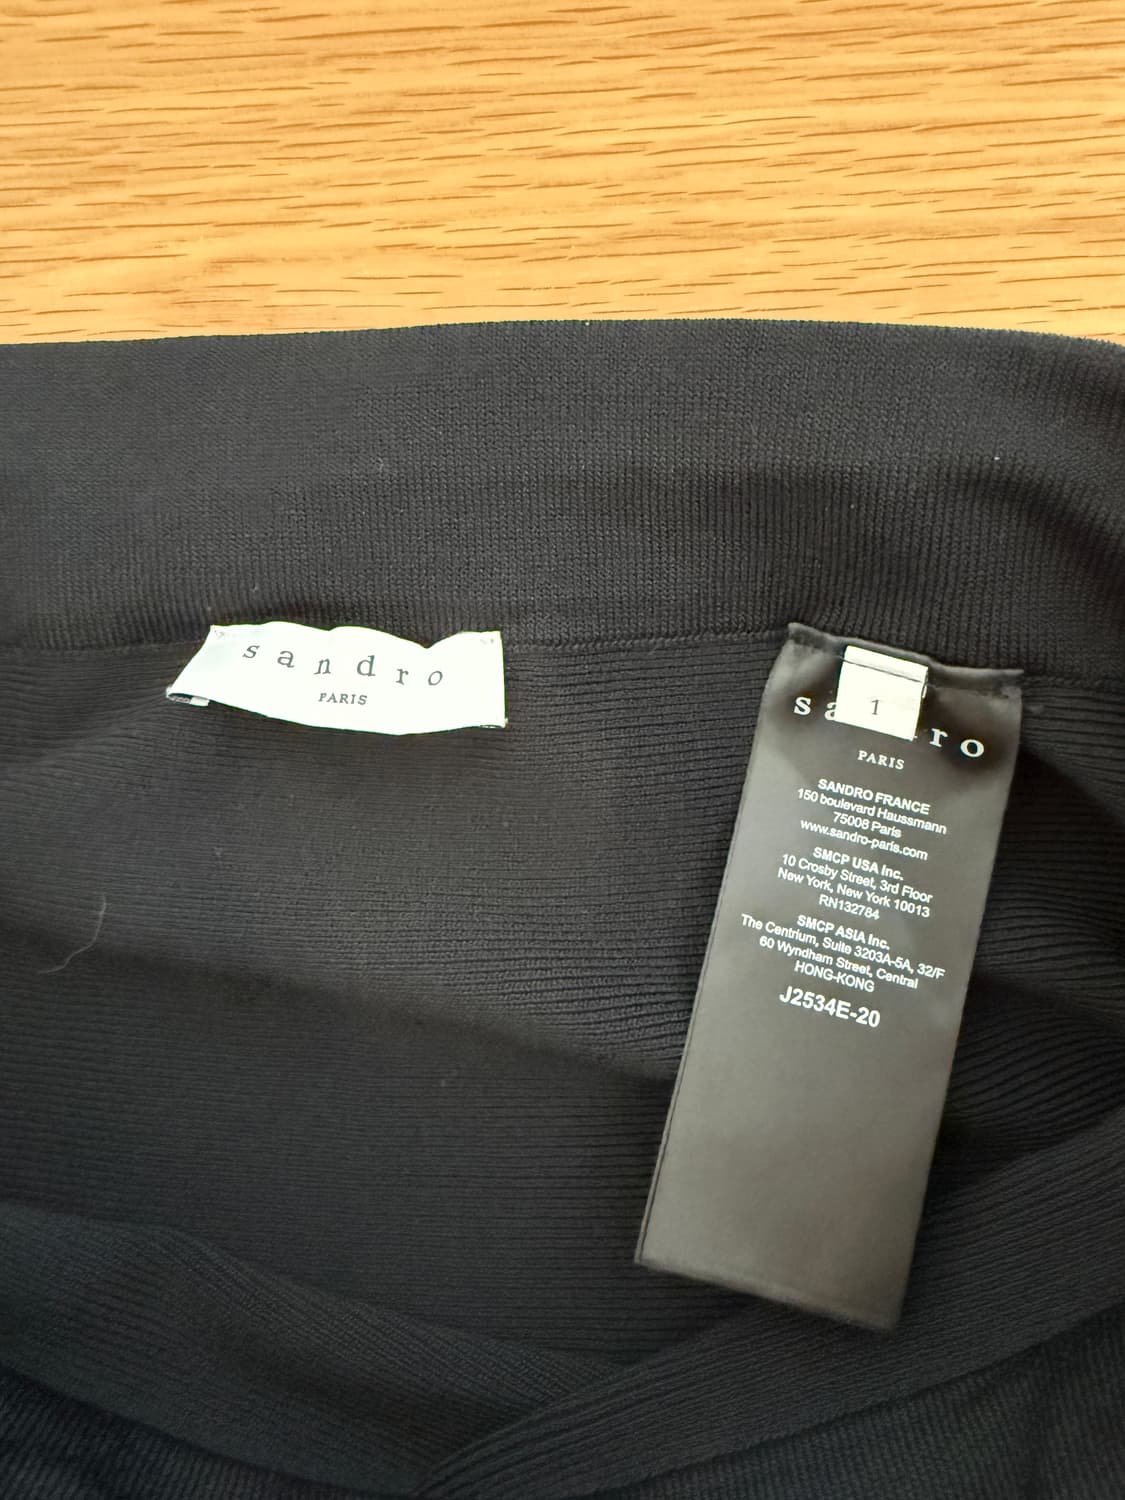 sandro
PARIS
1
sandro
PARIS
SANDRO FRANCE
150 boulevard Haussmann
75008 Paris
www.sandro-paris.com
SMCP USA Inc.
10 Crosby Street, 3rd Floor
New York, New York 10013
RN132784
SMCP ASIA Inc.
The Centrium, Suite 3203A-5A, 32/F
60 Wyndham Street, Central
HONG-KONG
J2534E-20